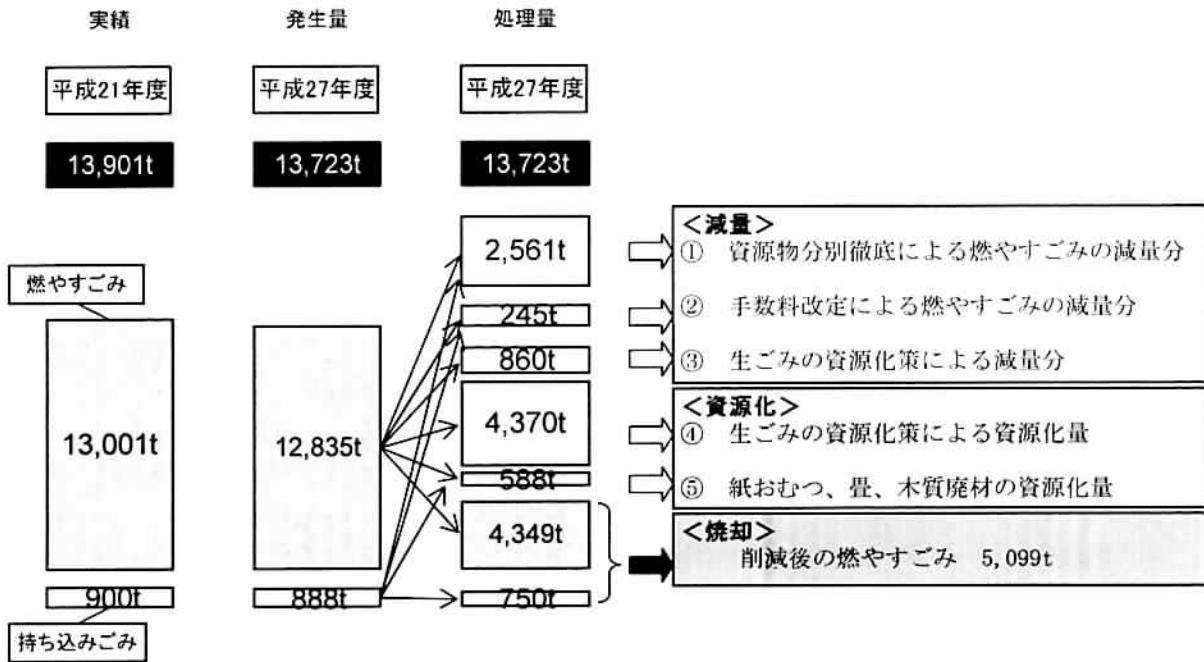 実績
発生量
処理量
平成21年度
平成27年度
平成27年度
13,901t
13,723t
13,723t
燃やすごみ
13,001t
900t
持ち込みごみ
12,835t
888t
2,561t
245t
860t
4,370t
588t
4,349t
750t
＜減量＞
① 資源物分別徹底による燃やすごみの減量分
② 手数料改定による燃やすごみの減量分
③ 生ごみの資源化策による減量分
＜資源化＞
④ 生ごみの資源化策による資源化量
⑤ 紙おむつ、畳、木質廃材の資源化量
＜焼却＞
削減後の燃やすごみ 5,099t